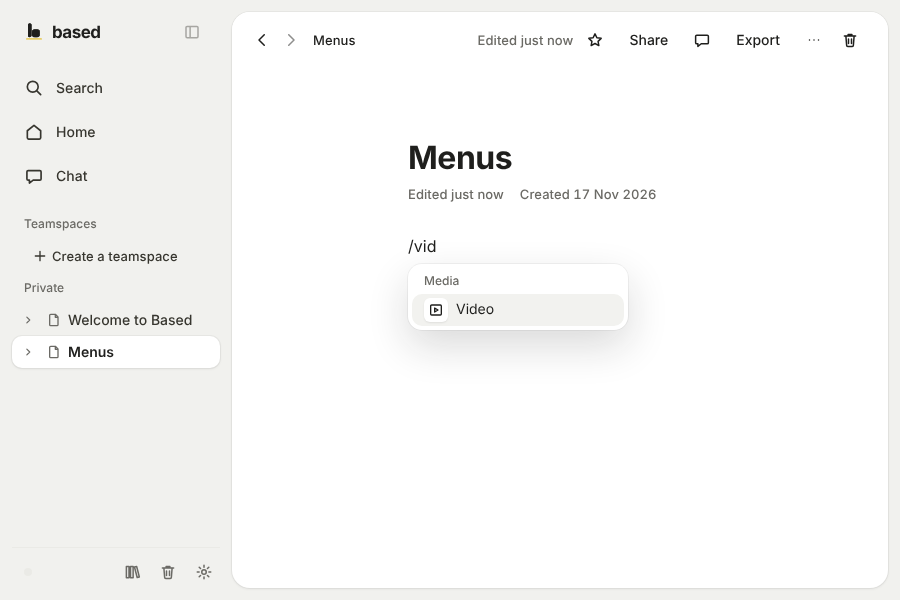 based
Search
Home
Chat
Teamspaces
Create a teamspace
Private
Welcome to Based
Menus
Menus
Edited just now
Share
Export
Menus
Edited just now
Created 17 Nov 2026
/vid
Media
Video